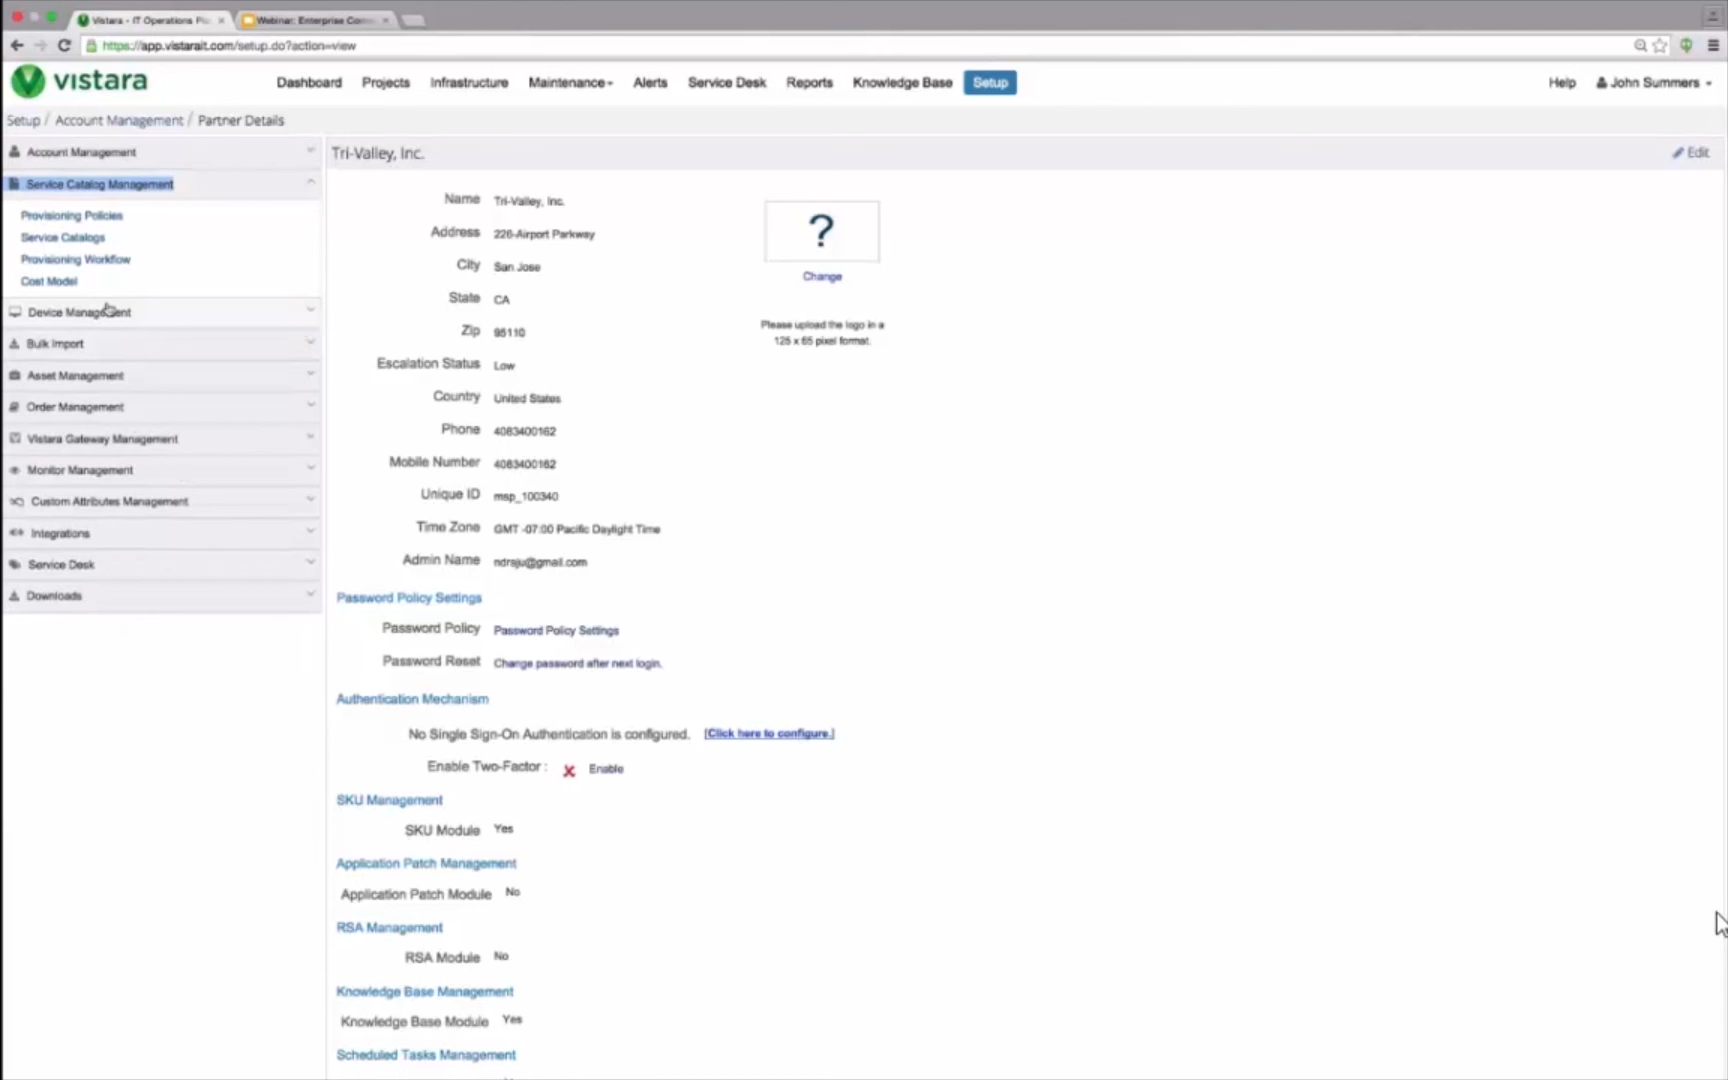 Vistara - IT Operations Pla
Webinar: Enterprise Com
https://app.vistarait.com/setup.do?action=view
vistara
Dashboard Projects Infrastructure Maintenance Alerts Service Desk Reports Knowledge Base Setup Help John Summers
Setup / Account Management / Partner Details
Account Management
Service Catalog Management
Provisioning Policies
Service Catalogs
Provisioning Workflow
Cost Model
Device Management
Bulk Import
Asset Management
Order Management
Vistara Gateway Management
Monitor Management
Custom Attributes Management
Integrations
Service Desk
Downloads
Tri-Valley, Inc. Edit
Name Tri-Valley, Inc.
Address 226-Airport Parkway
City San Jose
State CA
Zip 95110
Escalation Status Low
Country United States
Phone 4083400162
Mobile Number 4083400162
Unique ID msp_100340
Time Zone GMT -07:00 Pacific Daylight Time
Admin Name ndraju@gmail.com
?
Change
Please upload the logo in a
125 x 65 pixel format.
Password Policy Settings
Password Policy Password Policy Settings
Password Reset Change password after next login.
Authentication Mechanism
No Single Sign-On Authentication is configured. [Click here to configure.]
Enable Two-Factor : Enable
SKU Management
SKU Module Yes
Application Patch Management
Application Patch Module No
RSA Management
RSA Module No
Knowledge Base Management
Knowledge Base Module Yes
Scheduled Tasks Management